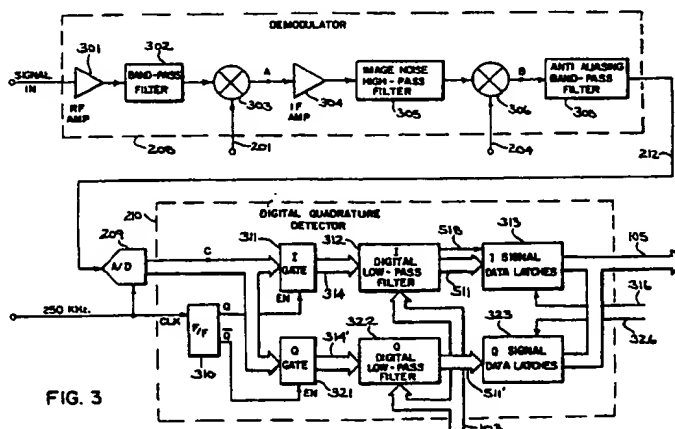 DEMODULATOR
301
302
SIGNAL
IN
RF
AMP
BAND-PASS
FILTER
303
A
IF
AMP
304
IMAGE NOISE
HIGH-PASS
FILTER
305
306
B
ANTI ALIASING
BAND-PASS
FILTER
308
208
201
204
212
210
DIGITAL QUADRATURE
DETECTOR
209
A/D
C
311
I
GATE
EN
314
312
I
DIGITAL
LOW-PASS
FILTER
518
511
313
I SIGNAL
DATA LATCHES
105
316
326
250 KHz.
CLK
F/F
Q
Q̅
310
Q
GATE
EN
321
314'
322
Q
DIGITAL
LOW-PASS
FILTER
511'
323
Q SIGNAL
DATA LATCHES
103
FIG. 3